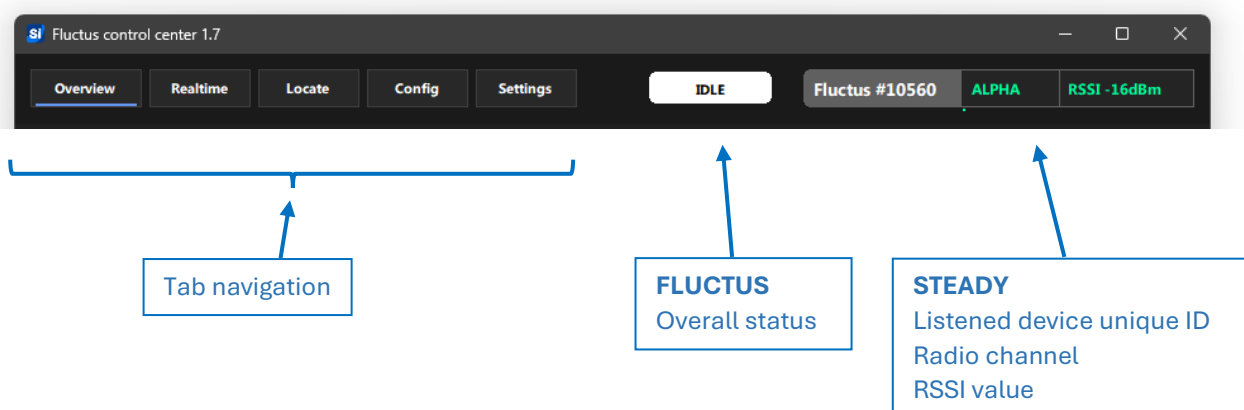 Si Fluctus control center 1.7
Overview Realtime Locate Config Settings IDLE Fluctus #10560 ALPHA RSSI -16dBm
Tab navigation
FLUCTUS
Overall status
STEADY
Listened device unique ID
Radio channel
RSSI value